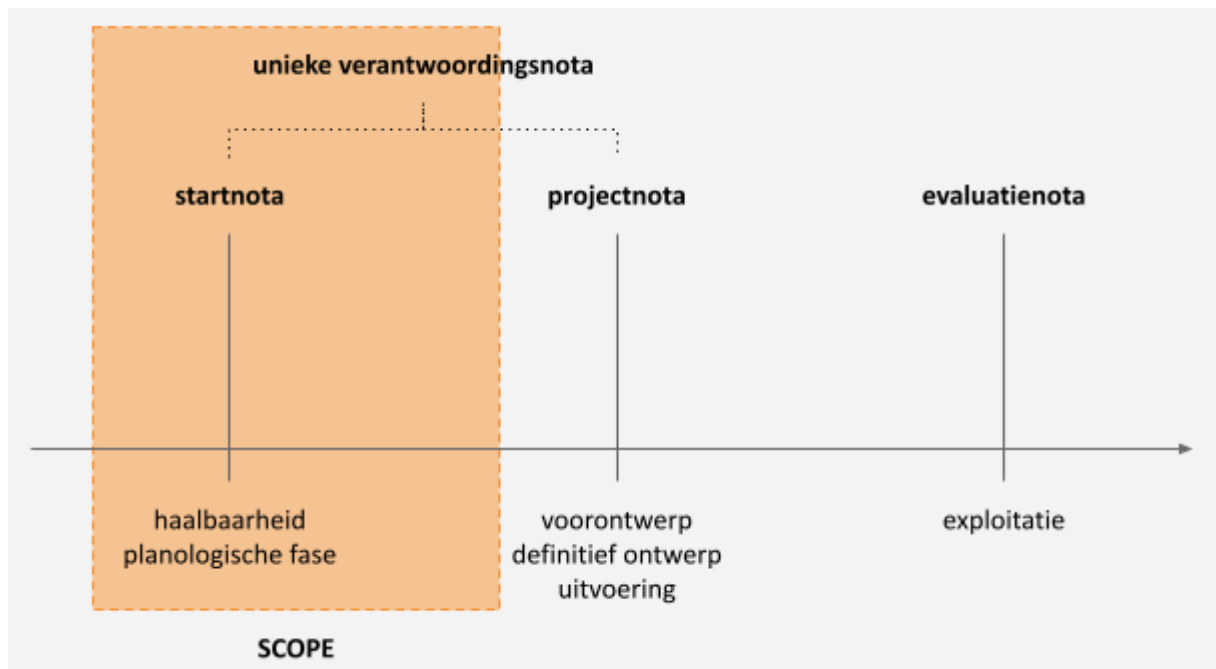 unieke verantwoordingsnota
startnota
projectnota
evaluatienota
haalbaarheid
planologische fase
voorontwerp
definitief ontwerp
uitvoering
exploitatie
SCOPE